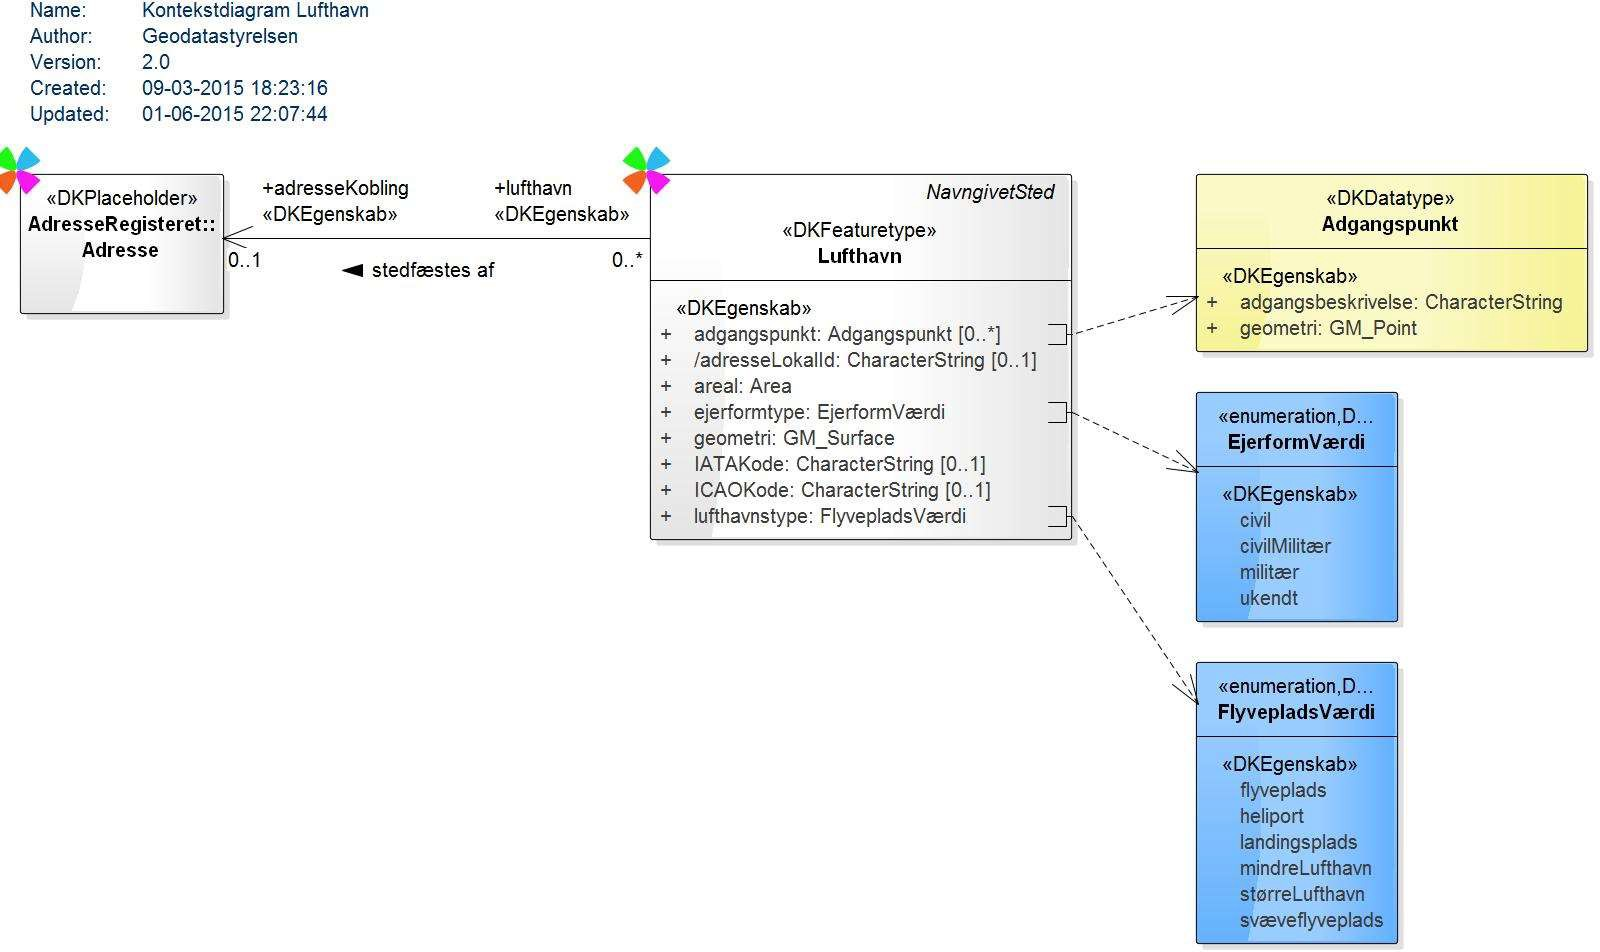 Name: Kontekstdiagram Lufthavn
Author: Geodatastyrelsen
Version: 2.0
Created: 09-03-2015 18:23:16
Updated: 01-06-2015 22:07:44
«DKPlaceholder»
AdresseRegisteret::
Adresse
+adresseKobling
«DKEgenskab»
0..1
stedfæstes af
+lufthavn
«DKEgenskab»
0..*
NavngivetSted
«DKFeaturetype»
Lufthavn
«DKEgenskab»
+ adgangspunkt: Adgangspunkt [0..*]
+ /adresseLokalId: CharacterString [0..1]
+ areal: Area
+ ejerformtype: EjerformVærdi
+ geometri: GM_Surface
+ IATAKode: CharacterString [0..1]
+ ICAOKode: CharacterString [0..1]
+ lufthavnstype: FlyvepladsVærdi
«DKDatatype»
Adgangspunkt
«DKEgenskab»
+ adgangsbeskrivelse: CharacterString
+ geometri: GM_Point
«enumeration,D...
EjerformVærdi
«DKEgenskab»
civil
civilMilitær
militær
ukendt
«enumeration,D...
FlyvepladsVærdi
«DKEgenskab»
flyveplads
heliport
landingsplads
mindreLufthavn
størreLufthavn
svæveflyveplads